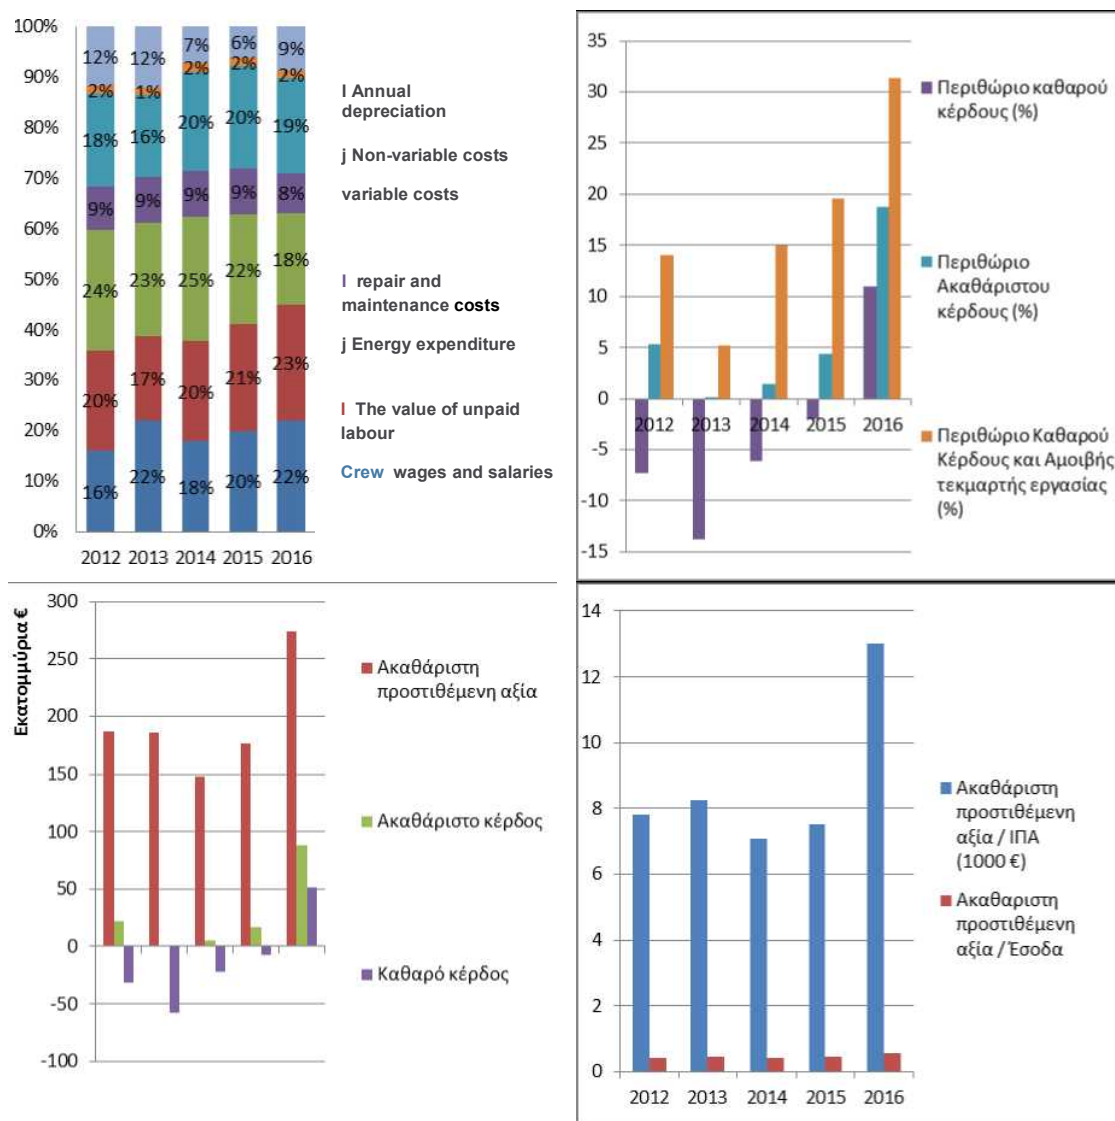 100%
90%
80%
70%
60%
50%
40%
30%
20%
10%
0%
12% 12% 7% 6% 9%
2% 1% 2% 2% 2%
18% 16% 20% 20% 19%
9% 9% 9% 9% 8%
24% 23% 25% 22% 18%
20% 17% 20% 21% 23%
16% 22% 18% 20% 22%
2012 2013 2014 2015 2016
I Annual
depreciation
j Non-variable costs
variable costs
I repair and
maintenance costs
j Energy expenditure
I The value of unpaid
labour
Crew wages and salaries
35
30
25
20
15
10
5
0
-5
-10
-15
2012 2013 2014 2015 2016
Περιθώριο καθαρού
κέρδους (%)
Περιθώριο
Ακαθάριστου
κέρδους (%)
Περιθώριο Καθαρού
Κέρδους και Αμοιβής
τεκμαρτής εργασίας
(%)
Εκατομμύρια €
300
250
200
150
100
50
0
-50
-100
Ακαθάριστη
προστιθέμενη αξία
Ακαθάριστο κέρδος
Καθαρό κέρδος
14
12
10
8
6
4
2
0
2012 2013 2014 2015 2016
Ακαθάριστη
προστιθέμενη
αξία / ΙΠΑ
(1000 €)
Ακαθαριστη
προστιθέμενη
αξία / Έσοδα